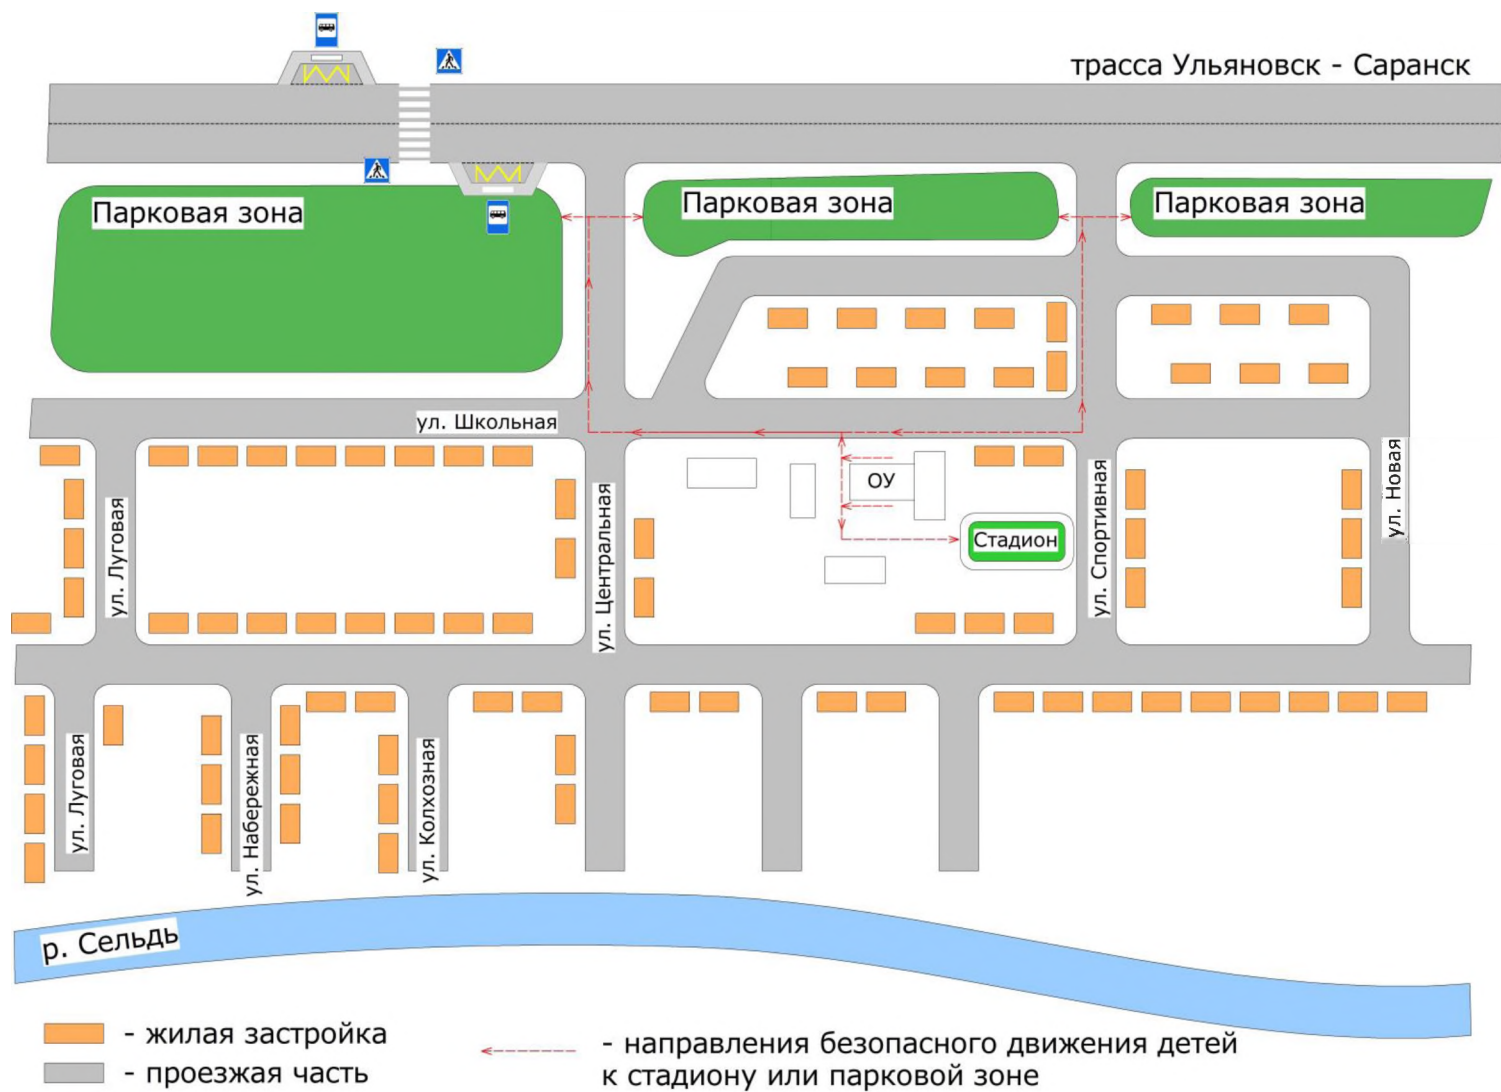 трасса Ульяновск - Саранск
Парковая зона
Парковая зона
Парковая зона
ул. Школьная
ул. Луговая
ул. Центральная
ОУ
Стадион
ул. Спортивная
ул. Новая
ул. Луговая
ул. Набережная
ул. Колхозная
р. Сельдь
- жилая застройка
- проезжая часть
- направления безопасного движения детей
к стадиону или парковой зоне